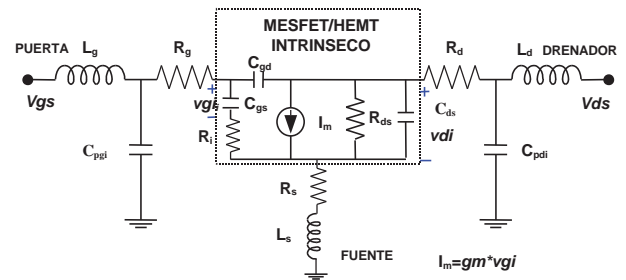 MESFET/HEMT
INTRINSECO
PUERTA
Lg
Rg
Cgd
Rd
Ld
DRENADOR
Vgs
+
vgi
−
Cgs
Ri
Im
Rds
+
Cds
vdi
−
Vds
Cpgi
Cpdi
Rs
Ls
FUENTE
Im=gm*vgi